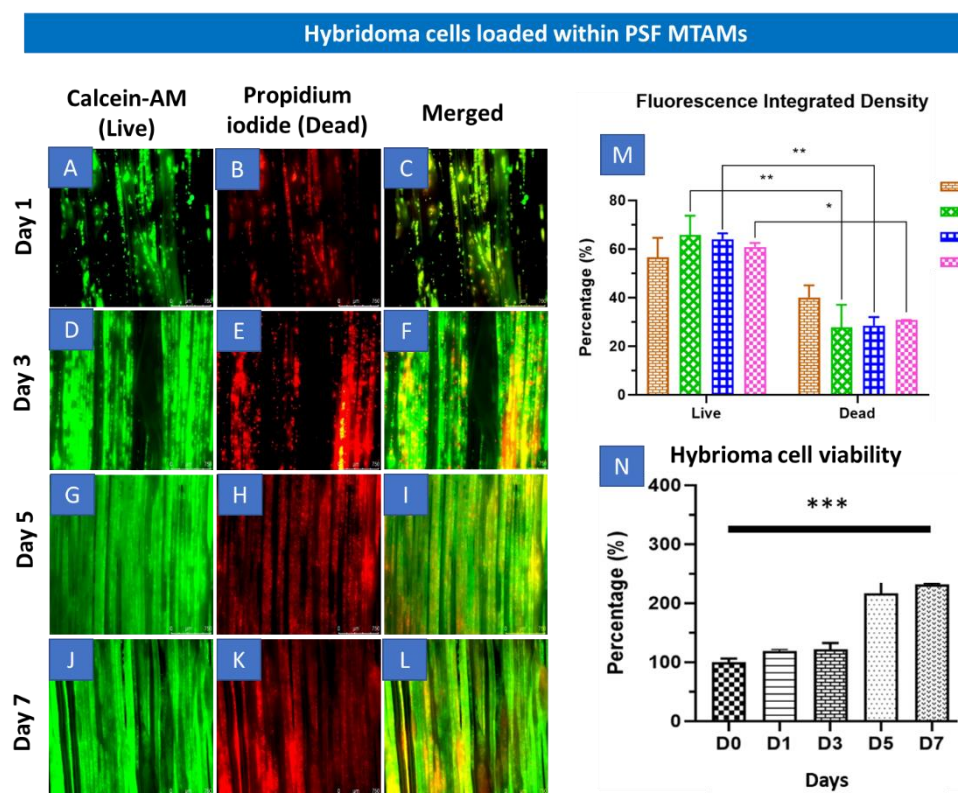 Hybridoma cells loaded within PSF MTAMs
Calcein-AM
(Live)
Propidium
iodide (Dead)
Merged
Day 1
A
B
C
Day 3
D
E
F
Day 5
G
H
I
Day 7
J
K
L
Fluorescence Integrated Density
M
**
**
*
Percentage (%)
80
60
40
20
0
Live
Dead
N
Hybrioma cell viability
***
Percentage (%)
400
300
200
100
0
D0
D1
D3
D5
D7
Days